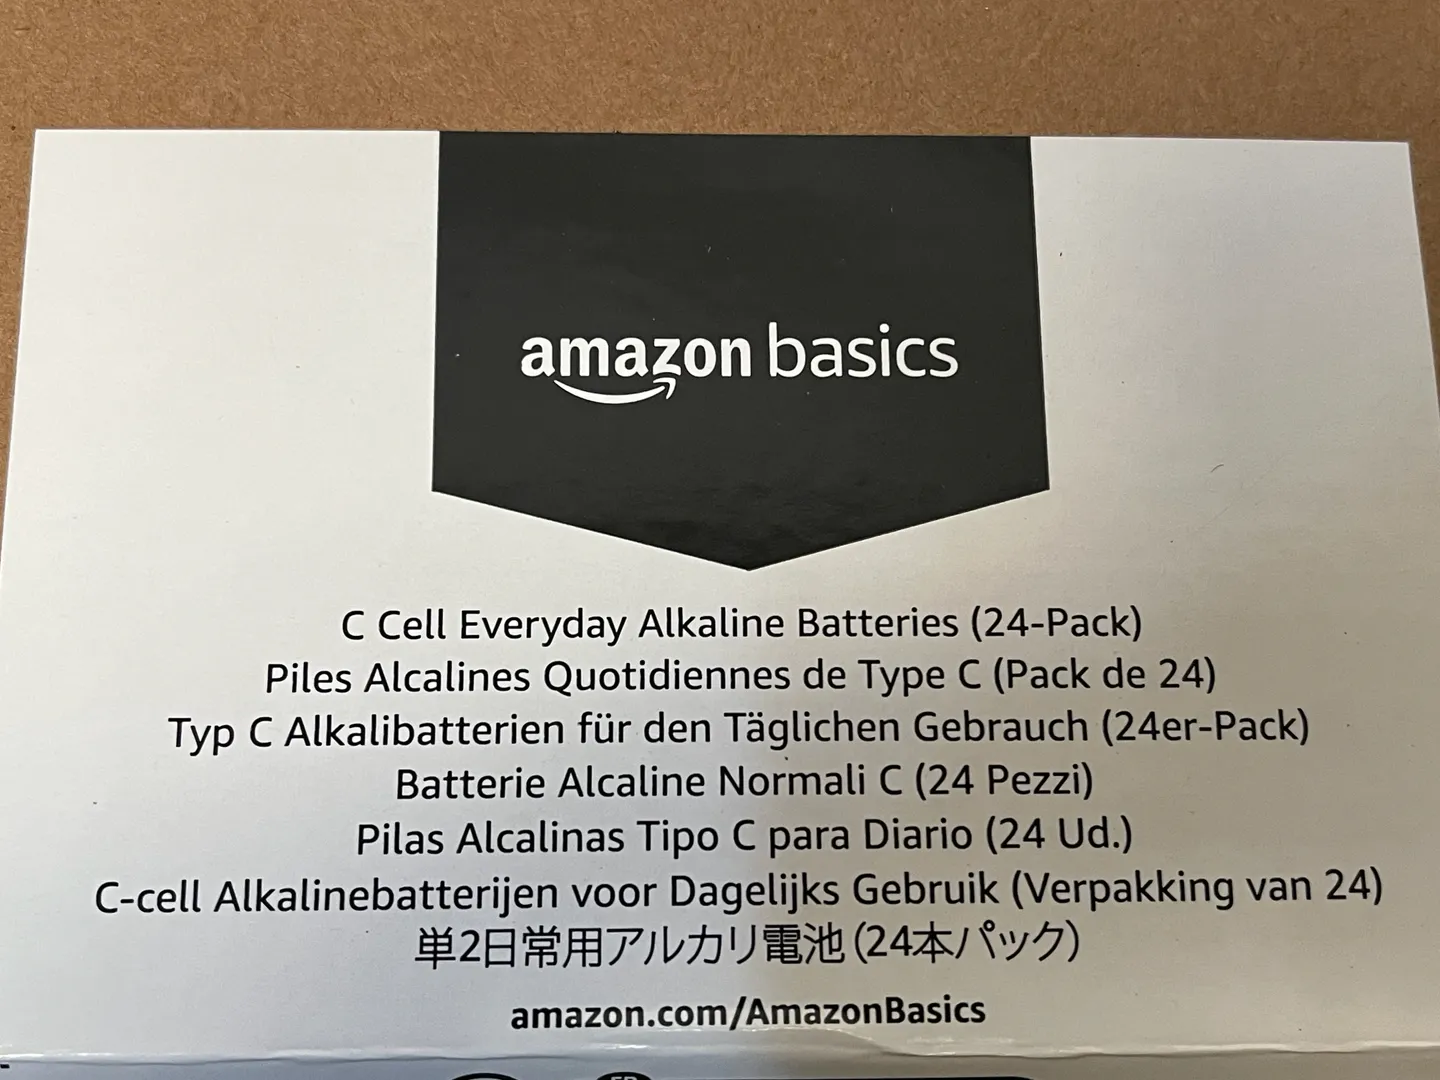 amazon basics
C Cell Everyday Alkaline Batteries (24-Pack)
Piles Alcalines Quotidiennes de Type C (Pack de 24)
Typ C Alkalibatterien für den Täglichen Gebrauch (24er-Pack)
Batterie Alcaline Normali C (24 Pezzi)
Pilas Alcalinas Tipo C para Diario (24 Ud.)
C-cell Alkalinebatterijen voor Dagelijks Gebruik (Verpakking van 24)
単2日常用アルカリ電池(24本パック)
amazon.com/AmazonBasics